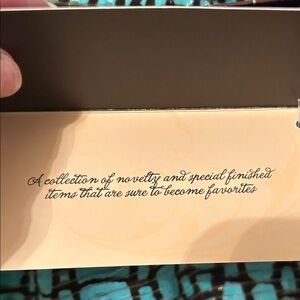 A collection of novelty and special finished
items that are sure to become favorites